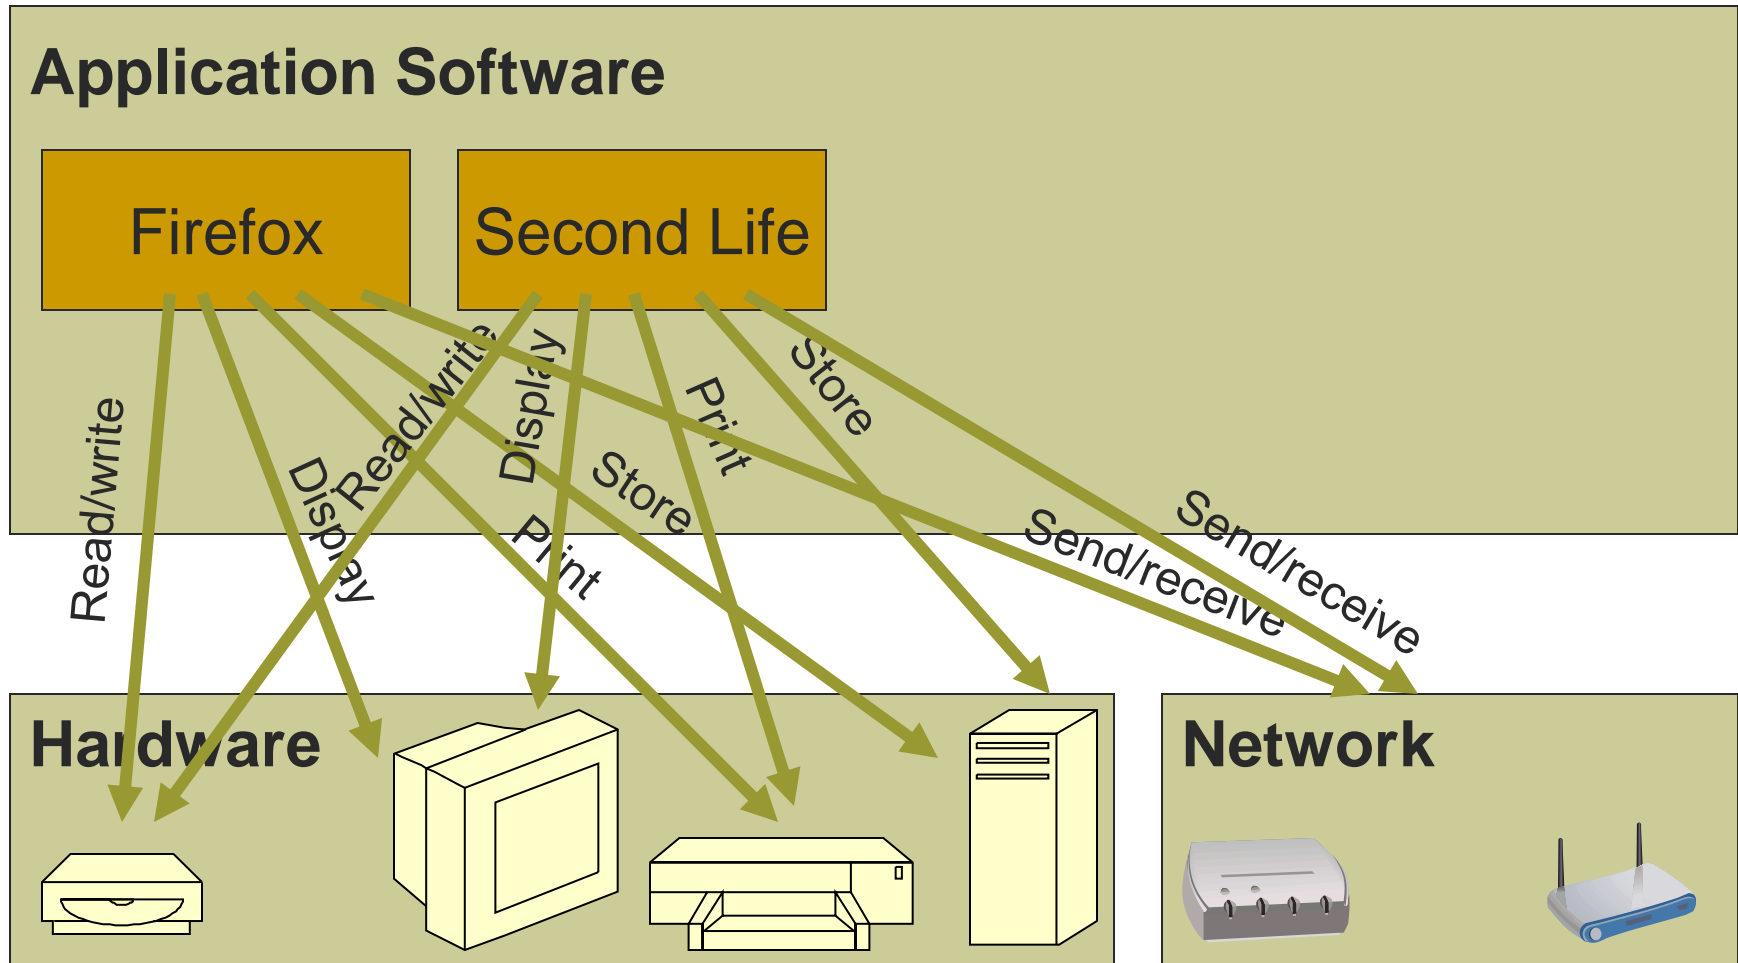 Application Software
Firefox
Second Life
Read/write
Display
Print
Store
Send/receive
Read/write
Display
Print
Store
Send/receive
Hardware
Network